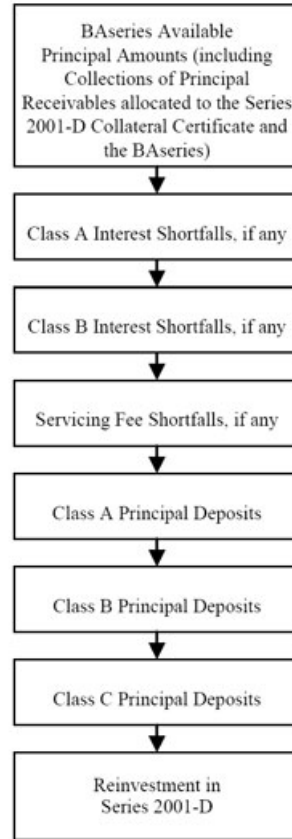 BAseries Available
Principal Amounts (including
Collections of Principal
Receivables allocated to the Series
2001-D Collateral Certificate and
the BAseries)
Class A Interest Shortfalls, if any
Class B Interest Shortfalls, if any
Servicing Fee Shortfalls, if any
Class A Principal Deposits
Class B Principal Deposits
Class C Principal Deposits
Reinvestment in
Series 2001-D